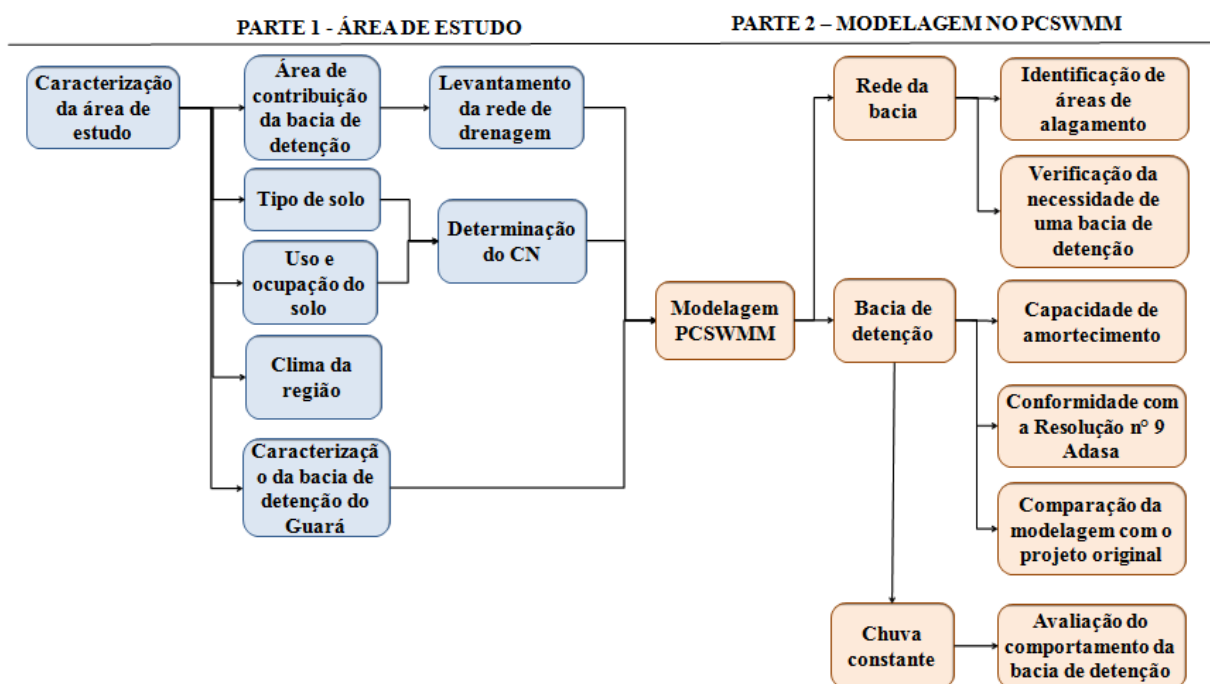 PARTE 1 - ÁREA DE ESTUDO
PARTE 2 – MODELAGEM NO PCSWMM
Caracterização
da área de
estudo
Área de
contribuição
da bacia de
detenção
Levantamento
da rede de
drenagem
Tipo de solo
Uso e
ocupação do
solo
Determinação
do CN
Clima da
região
Caracterizaçã
o da bacia de
detenção do
Guará
Modelagem
PCSWMM
Rede da
bacia
Identificação de
áreas de
alagamento
Verificação da
necessidade de
uma bacia de
detenção
Bacia de
detenção
Capacidade de
amortecimento
Conformidade com
a Resolução n° 9
Adasa
Comparação da
modelagem com o
projeto original
Chuva
constante
Avaliação do
comportamento da
bacia de detenção